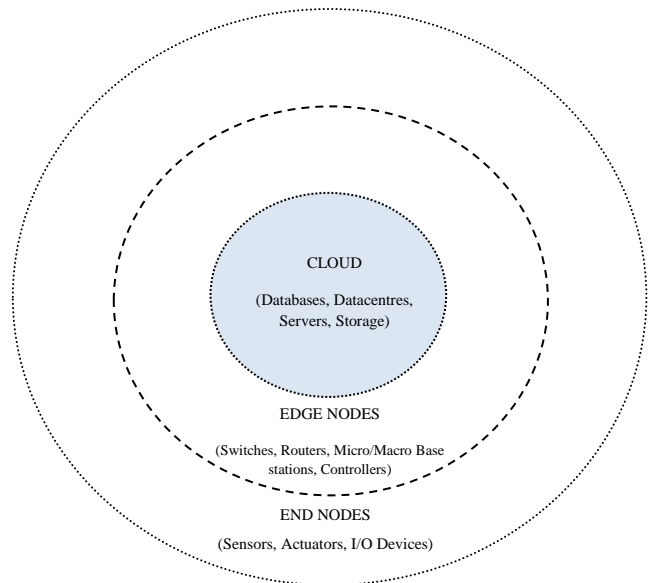 CLOUD
(Databases, Datacentres,
Servers, Storage)
EDGE NODES
(Switches, Routers, Micro/Macro Base
stations, Controllers)
END NODES
(Sensors, Actuators, I/O Devices)